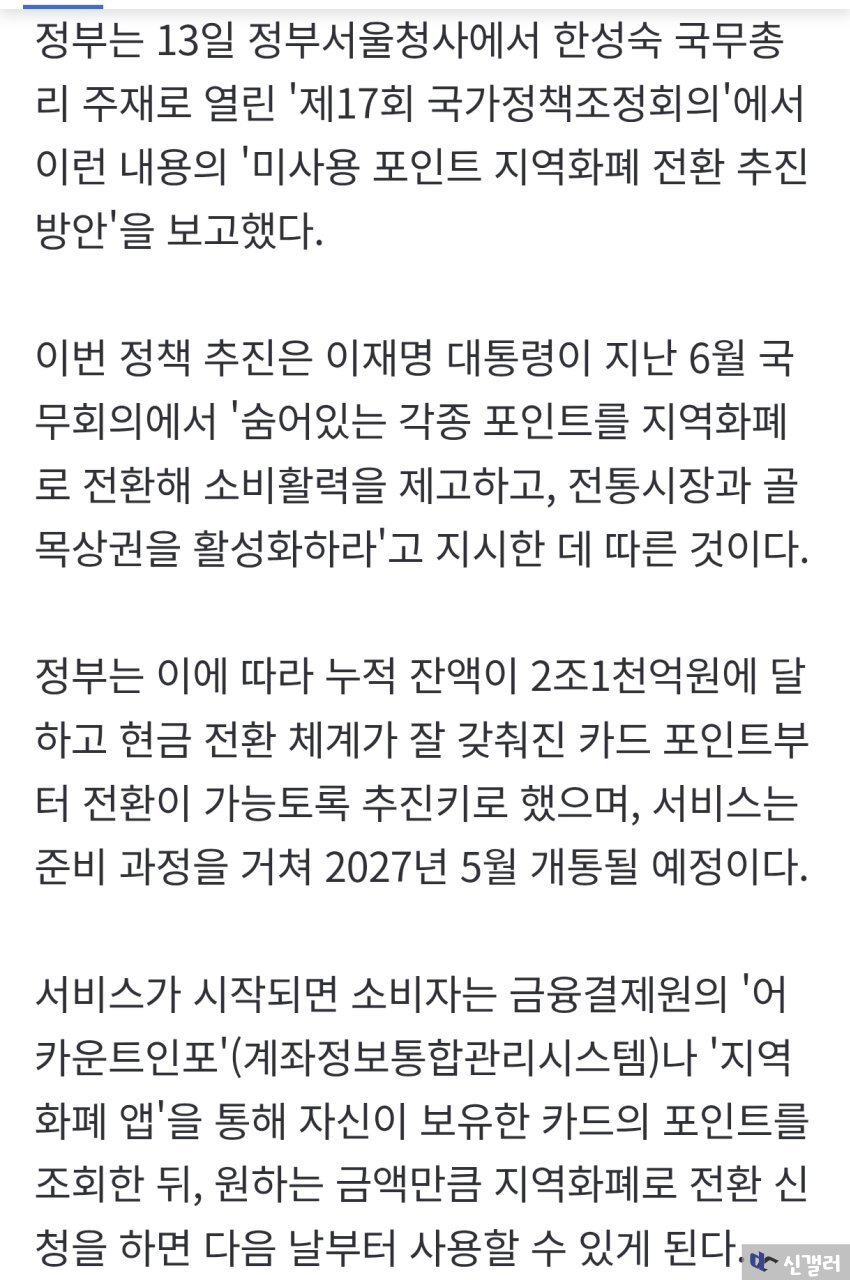 정부는 13일 정부서울청사에서 한성숙 국무총
리 주재로 열린 '제17회 국가정책조정회의'에서
이런 내용의 '미사용 포인트 지역화폐 전환 추진
방안'을 보고했다.
이번 정책 추진은 이재명 대통령이 지난 6월 국
무회의에서 '숨어있는 각종 포인트를 지역화폐
로 전환해 소비활력을 제고하고, 전통시장과 골
목상권을 활성화하라'고 지시한 데 따른 것이다.
정부는 이에 따라 누적 잔액이 2조1천억원에 달
하고 현금 전환 체계가 잘 갖춰진 카드 포인트부
터 전환이 가능토록 추진키로 했으며, 서비스는
준비 과정을 거쳐 2027년 5월 개통될 예정이다.
서비스가 시작되면 소비자는 금융결제원의 '어
카운트인포'(계좌정보통합관리시스템)나 '지역
화폐 앱'을 통해 자신이 보유한 카드의 포인트를
조회한 뒤, 원하는 금액만큼 지역화폐로 전환 신
청을 하면 다음 날부터 사용할 수 있게 된다.
신갤러